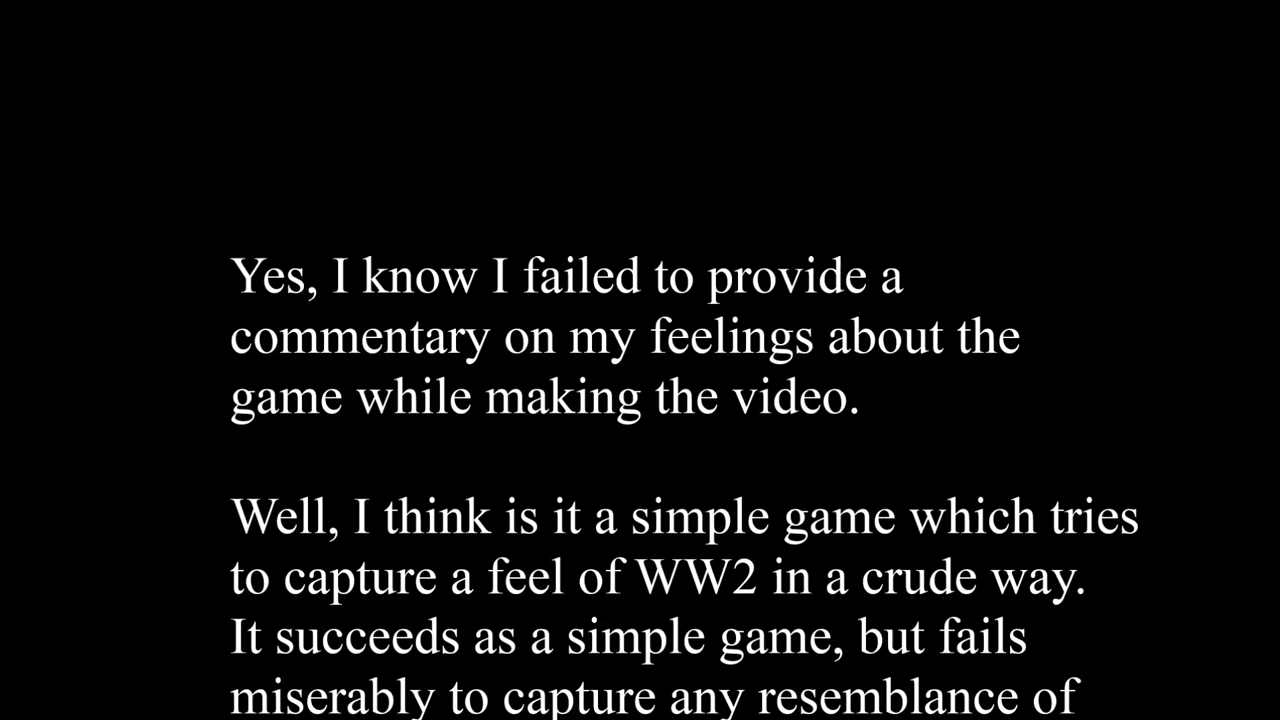 Yes, I know I failed to provide a
commentary on my feelings about the
game while making the video.
Well, I think is it a simple game which tries
to capture a feel of WW2 in a crude way.
It succeeds as a simple game, but fails
miserably to capture any resemblance of